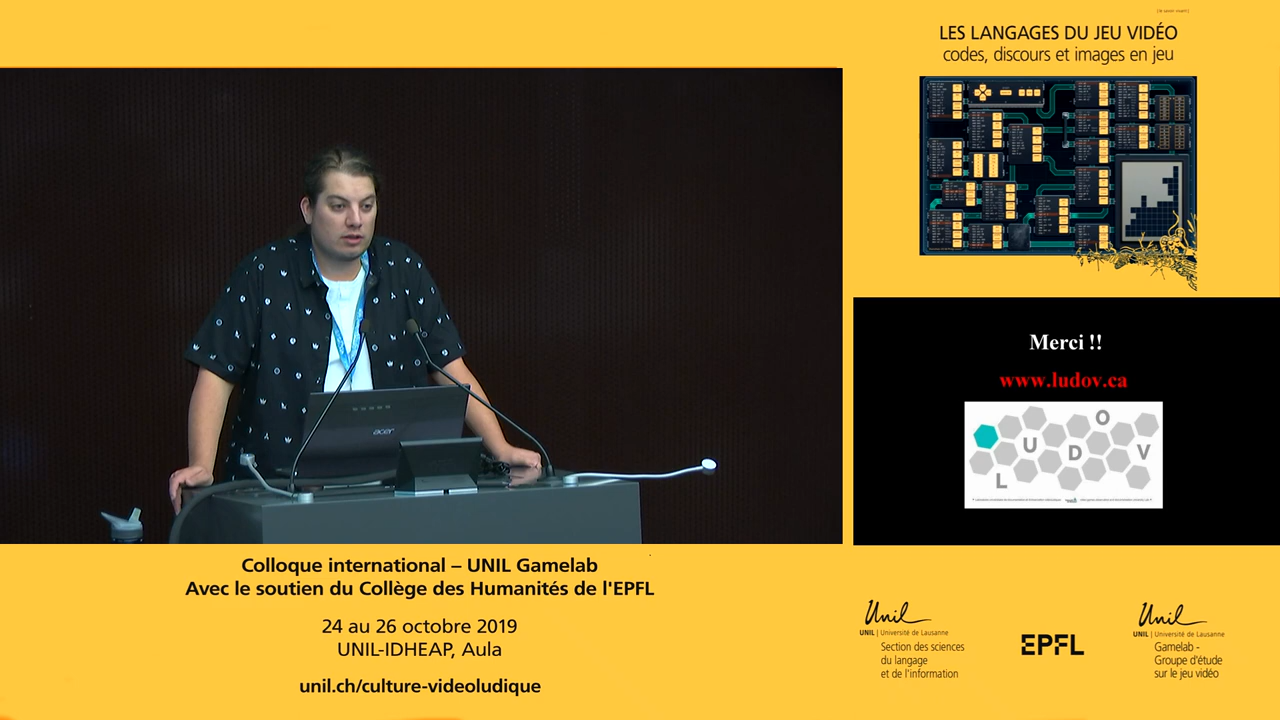 LES LANGAGES DU JEU VIDÉO
codes, discours et images en jeu
acer
Merci !!
www.ludov.ca
L U D O V
Colloque international – UNIL Gamelab
Avec le soutien du Collège des Humanités de l'EPFL
24 au 26 octobre 2019
UNIL-IDHEAP, Aula
unil.ch/culture-videoludique
Unil
UNIL | Université de Lausanne
Section des sciences
du langage
et de l'information
EPFL
Unil
UNIL | Université de Lausanne
Gamelab -
Groupe d'étude
sur le jeu vidéo